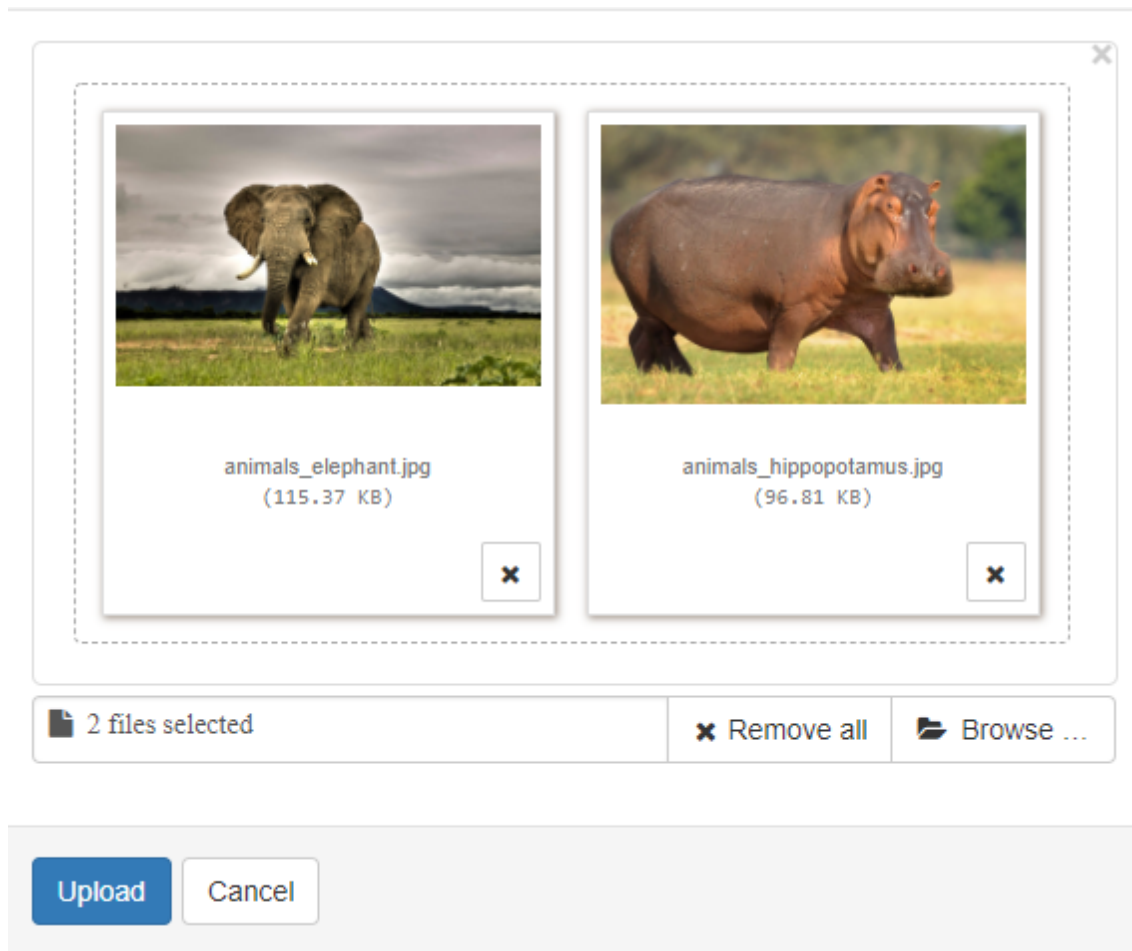 animals_elephant.jpg
(115.37 KB)
animals_hippopotamus.jpg
(96.81 KB)
2 files selected
Remove all
Browse ...
Upload
Cancel